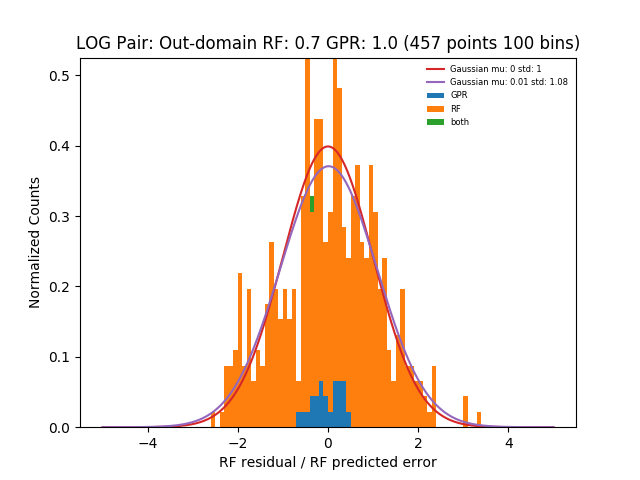 LOG Pair: Out-domain RF: 0.7 GPR: 1.0 (457 points 100 bins)
Gaussian mu: 0 std: 1
Gaussian mu: 0.01 std: 1.08
GPR
RF
both
Normalized Counts
0.5
0.4
0.3
0.2
0.1
0.0
−4 −2 0 2 4
RF residual / RF predicted error